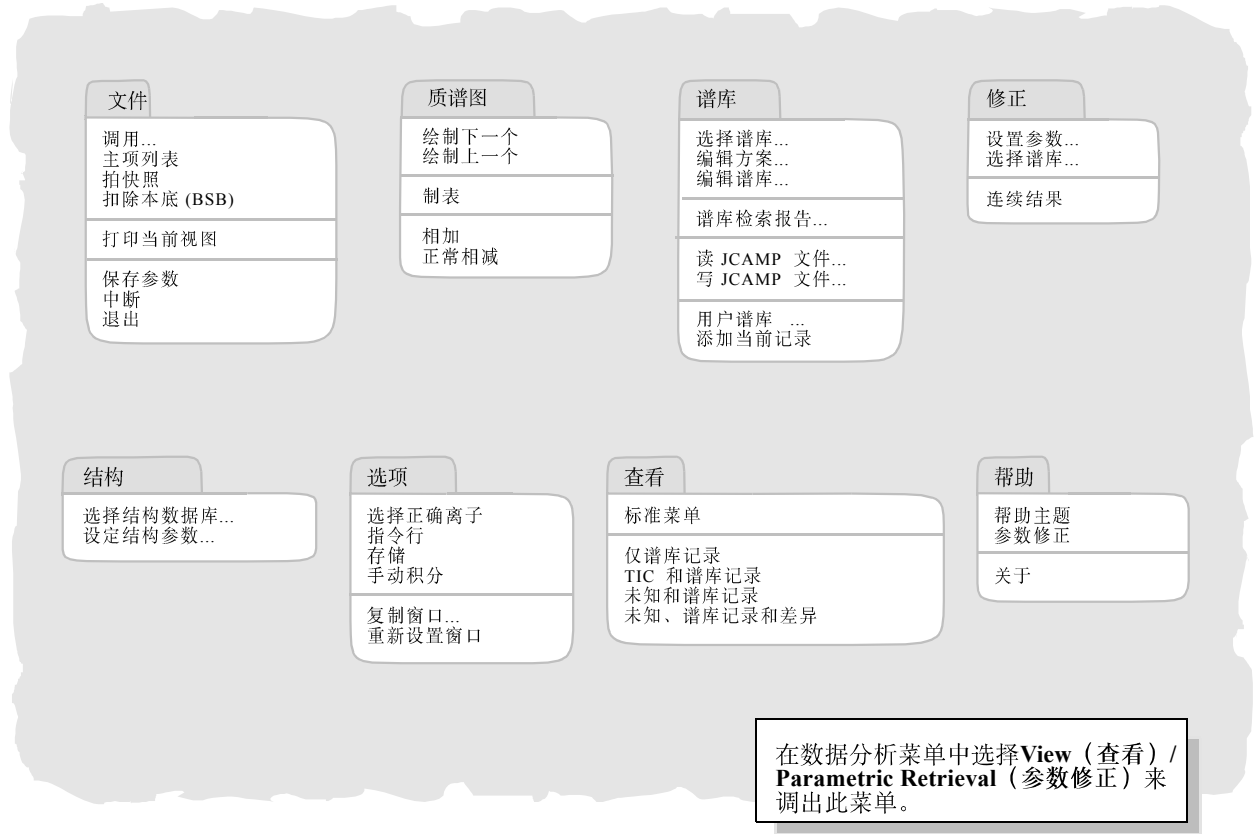 文件
调用...
主项列表
拍快照
扣除本底 (BSB)
打印当前视图
保存参数
中断
退出
质谱图
绘制下一个
绘制上一个
制表
相加
正常相减
谱库
选择谱库...
编辑方案...
编辑谱库...
谱库检索报告...
读 JCAMP 文件...
写 JCAMP 文件...
用户谱库 ...
添加当前记录
修正
设置参数...
选择谱库...
连续结果
结构
选择结构数据库...
设定结构参数...
选项
选择正确离子
指令行
存储
手动积分
复制窗口...
重新设置窗口
查看
标准菜单
仅谱库记录
TIC 和谱库记录
未知和谱库记录
未知、谱库记录和差异
帮助
帮助主题
参数修正
关于
在数据分析菜单中选择View（查看）/
Parametric Retrieval（参数修正）来
调出此菜单。